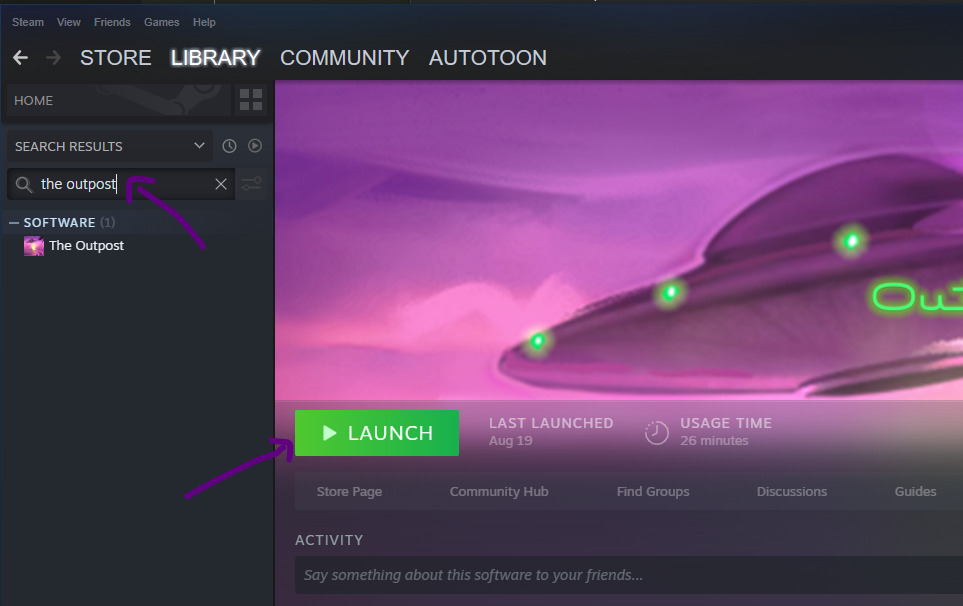 Steam View Friends Games Help
STORE LIBRARY COMMUNITY AUTOTOON
HOME
SEARCH RESULTS
the outpost
SOFTWARE (1)
The Outpost
LAUNCH
LAST LAUNCHED
Aug 19
USAGE TIME
26 minutes
Store Page Community Hub Find Groups Discussions Guides
ACTIVITY
Say something about this software to your friends...